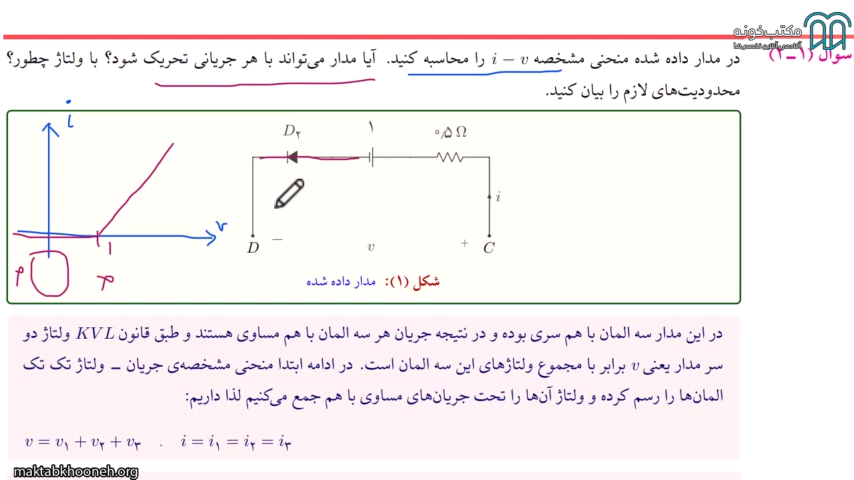 مکتب‌خونه
سوال (۱-۲)
در مدار داده شده منحنی مشخصه i − v را محاسبه کنید. آیا مدار می‌تواند با هر جریانی تحریک شود؟ با ولتاژ چطور؟
محدودیت‌های لازم را بیان کنید.
i
v
1
D۲
۱
۰/۵ Ω
i
D
−
v
+
C
شکل (۱): مدار داده شده
در این مدار سه المان با هم سری بوده و در نتیجه جریان هر سه المان با هم مساوی هستند و طبق قانون KVL ولتاژ دو
سر مدار یعنی v برابر با مجموع ولتاژهای این سه المان است. در ادامه ابتدا منحنی مشخصه‌ی جریان – ولتاژ تک تک
المان‌ها را رسم کرده و ولتاژ آن‌ها را تحت جریان‌های مساوی با هم جمع می‌کنیم لذا داریم:
v = v۱ + v۲ + v۳ . i = i۱ = i۲ = i۳
maktabkhooneh.org